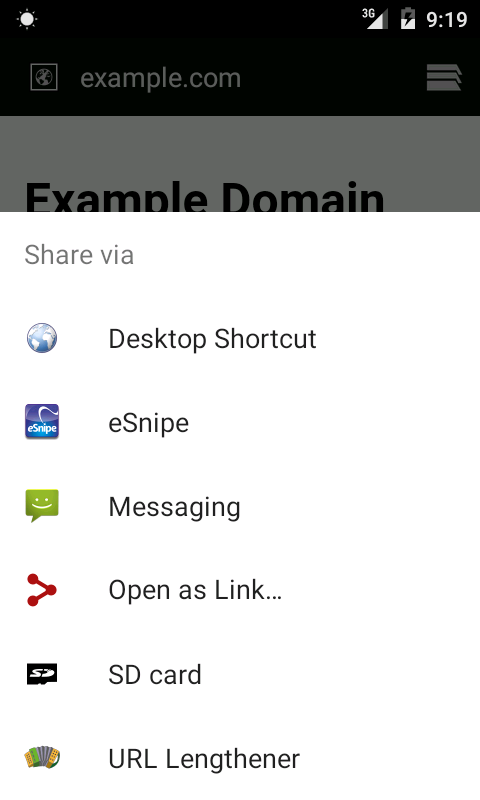 3G 9:19
example.com
Example Domain
Share via
Desktop Shortcut
eSnipe
eSnipe
Messaging
Open as Link...
SD
SD card
URL Lengthener